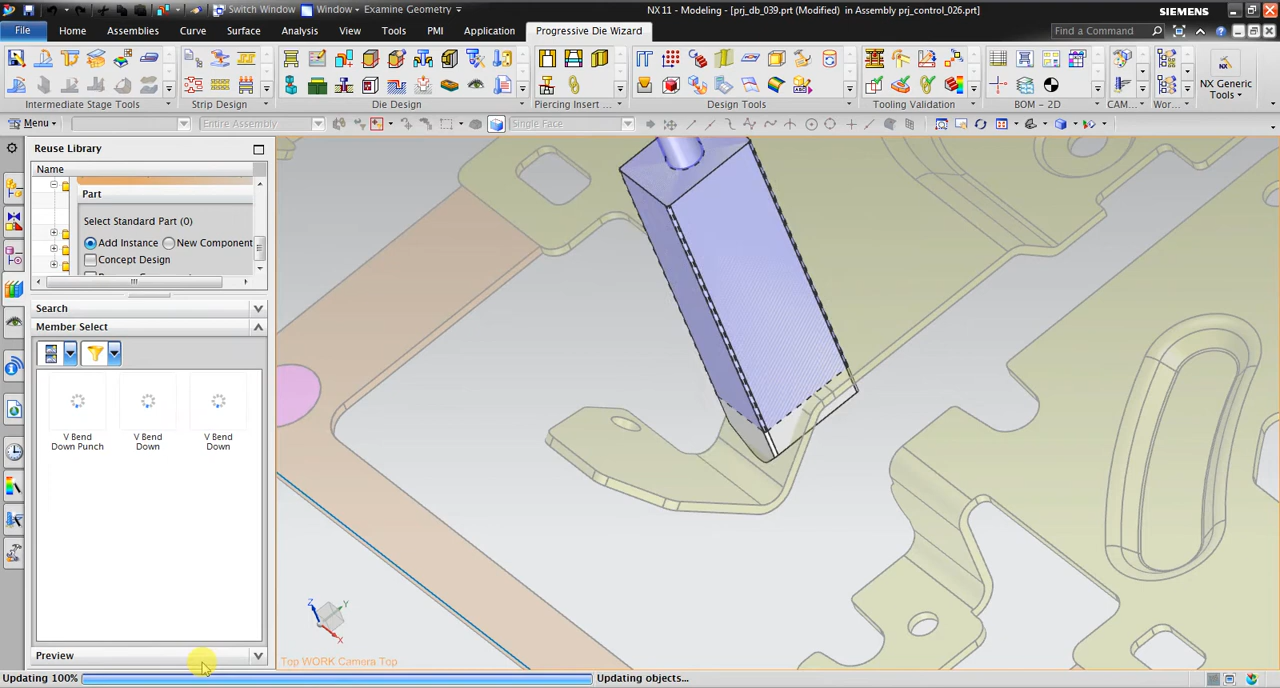 Switch Window Window Examine Geometry
NX 11 - Modeling - [prj_db_039.prt (Modified) in Assembly prj_control_026.prt]
SIEMENS
File Home Assemblies Curve Surface Analysis View Tools PMI Application Progressive Die Wizard
Find a Command
NX Generic
Tools
Intermediate Stage Tools Strip Design Die Design Piercing Insert ... Design Tools Tooling Validation BOM - 2D CAM... Wor...
Menu Entire Assembly Single Face
Reuse Library
Name
Part
Select Standard Part (0)
Add Instance New Component
Concept Design
Search
Member Select
V Bend
Down Punch
V Bend
Down
V Bend
Down
Z
Y
X
Preview
Top WORK Camera Top
Updating 100% Updating objects...